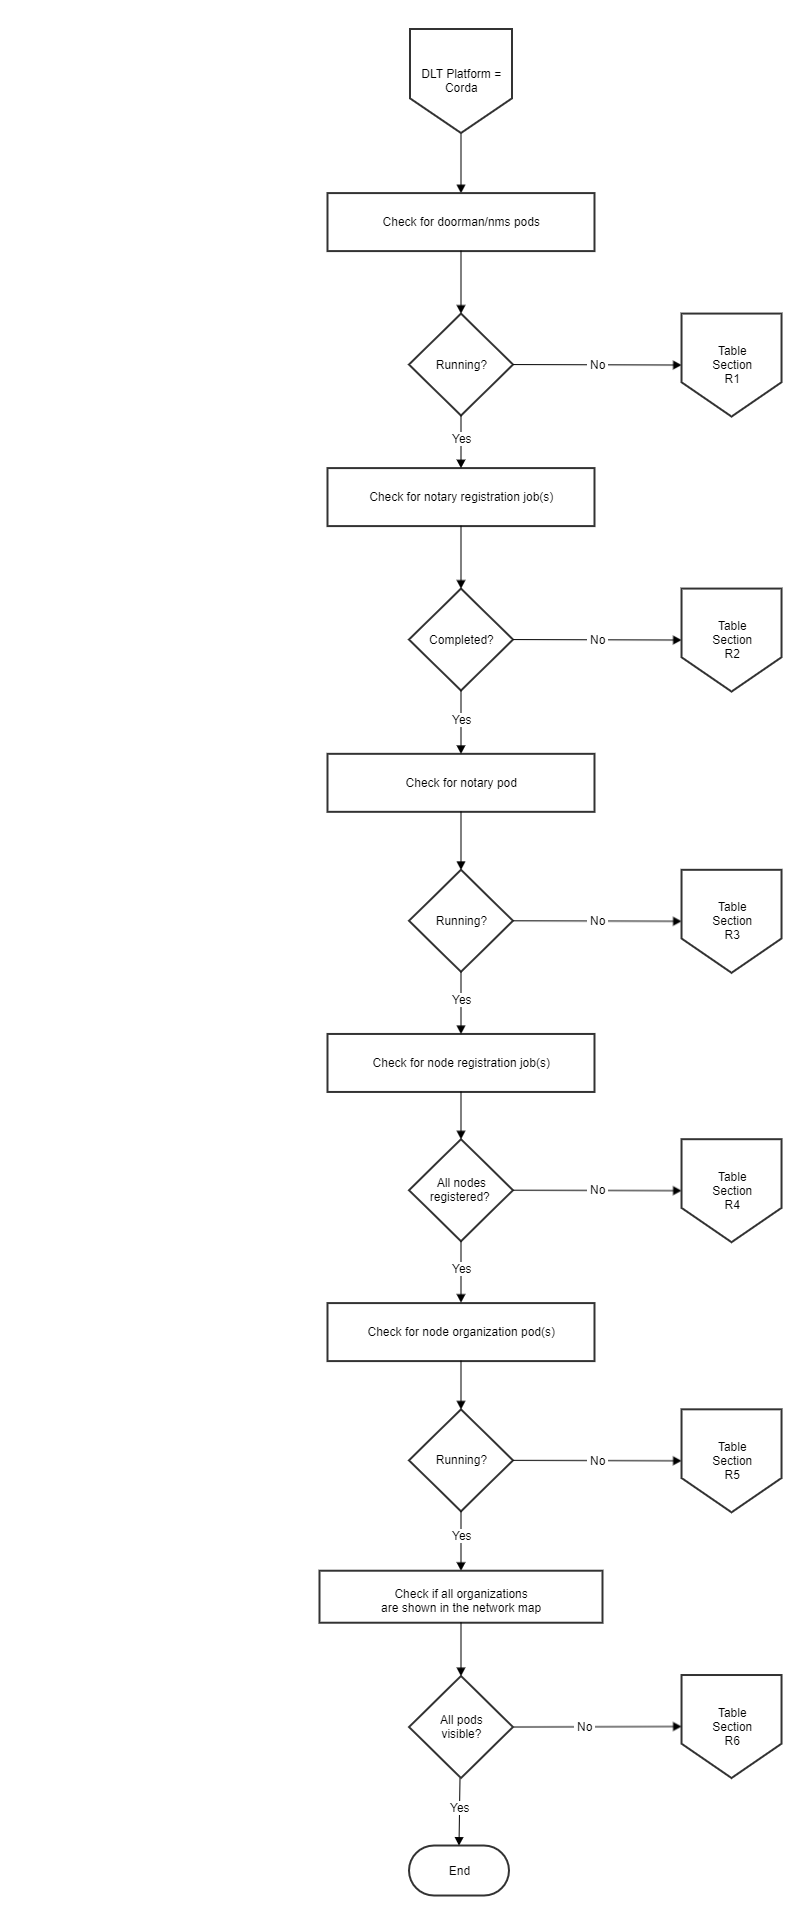 DLT Platform =
Corda
Check for doorman/nms pods
Running?
No
Table
Section
R1
Yes
Check for notary registration job(s)
Completed?
No
Table
Section
R2
Yes
Check for notary pod
Running?
No
Table
Section
R3
Yes
Check for node registration job(s)
All nodes
registered?
No
Table
Section
R4
Yes
Check for node organization pod(s)
Running?
No
Table
Section
R5
Yes
Check if all organizations
are shown in the network map
All pods
visible?
No
Table
Section
R6
Yes
End